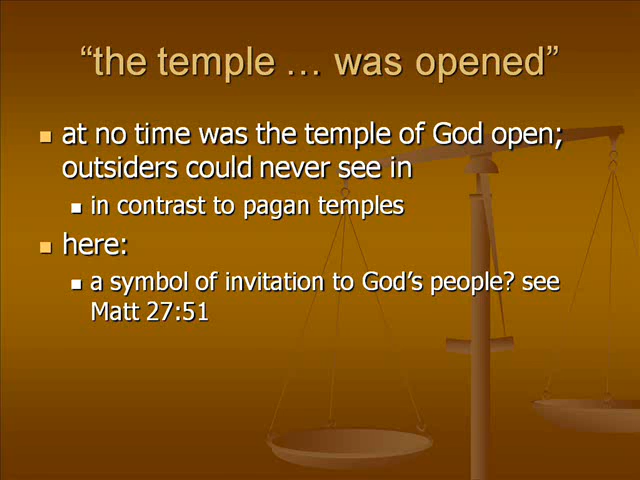 “the temple … was opened”
at no time was the temple of God open;
outsiders could never see in
in contrast to pagan temples
here:
a symbol of invitation to God’s people? see
Matt 27:51